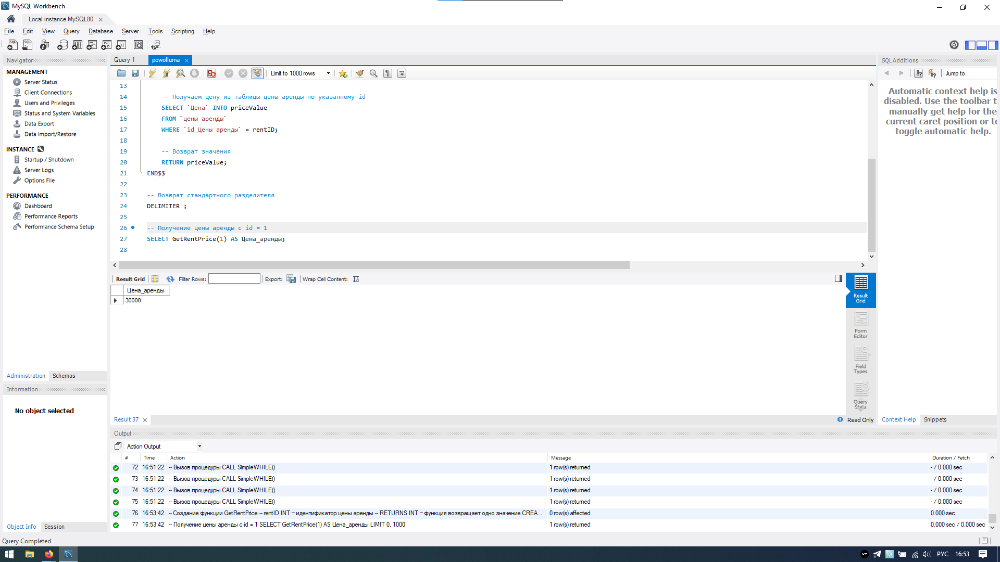 MySQL Workbench
Local instance MySQL80
File Edit View Query Database Server Tools Scripting Help
Navigator
MANAGEMENT
Server Status
Client Connections
Users and Privileges
Status and System Variables
Data Export
Data Import/Restore
INSTANCE
Startup / Shutdown
Server Logs
Options File
PERFORMANCE
Dashboard
Performance Reports
Performance Schema Setup
Administration Schemas
Information
No object selected
Object Info Session
Query 1 powolluma
Limit to 1000 rows
13
14 -- Получаем цену из таблицы цены аренды по указанному id
15 SELECT `Цена` INTO priceValue
16 FROM `цены аренды`
17 WHERE `id_Цены аренды` = rentID;
18
19 -- Возврат значения
20 RETURN priceValue;
21 END$$
22
23 -- Возврат стандартного разделителя
24 DELIMITER ;
25
26 -- Получение цены аренды с id = 1
27 SELECT GetRentPrice(1) AS Цена_аренды;
28
Result Grid Filter Rows: Export: Wrap Cell Content:
Цена_аренды
30000
Result Grid
Form Editor
Field Types
Query Stats
Result 37 Read Only
SQLAdditions
Jump to
Automatic context help is
disabled. Use the toolbar t
manually get help for the
current caret position or to
toggle automatic help.
Context Help Snippets
Output
Action Output
# Time Action Message Duration / Fetch
72 16:51:22 -- Вызов процедуры CALL SimpleWHILE() 1 row(s) returned - / 0.000 sec
73 16:51:22 -- Вызов процедуры CALL SimpleWHILE() 1 row(s) returned - / 0.000 sec
74 16:51:22 -- Вызов процедуры CALL SimpleWHILE() 1 row(s) returned - / 0.000 sec
75 16:51:22 -- Вызов процедуры CALL SimpleWHILE() 1 row(s) returned - / 0.000 sec
76 16:53:42 -- Создание функции GetRentPrice -- rentID INT – идентификатор цены аренды -- RETURNS INT – функция возвращает одно значение CREA... 0 row(s) affected 0.000 sec
77 16:53:42 -- Получение цены аренды с id = 1 SELECT GetRentPrice(1) AS Цена_аренды LIMIT 0, 1000 1 row(s) returned 0.000 sec / 0.000 sec
Query Completed
РУС 16:53